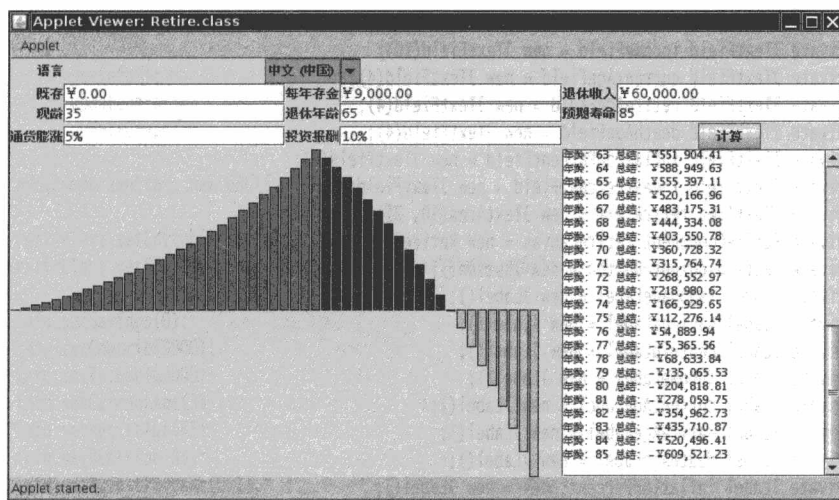 Applet Viewer: Retire.class
Applet
语言 中文 (中国)
既存 ￥0.00 每年存金 ￥9,000.00 退休收入 ￥60,000.00
现龄 35 退休年龄 65 预期寿命 85
通货膨涨 5% 投资报酬 10% 计算
年龄: 63 总结: ￥551,904.41
年龄: 64 总结: ￥588,949.63
年龄: 65 总结: ￥555,397.11
年龄: 66 总结: ￥520,166.96
年龄: 67 总结: ￥483,175.31
年龄: 68 总结: ￥444,334.08
年龄: 69 总结: ￥403,550.78
年龄: 70 总结: ￥360,728.32
年龄: 71 总结: ￥315,764.74
年龄: 72 总结: ￥268,552.97
年龄: 73 总结: ￥218,980.62
年龄: 74 总结: ￥166,929.65
年龄: 75 总结: ￥112,276.14
年龄: 76 总结: ￥54,889.94
年龄: 77 总结: -￥5,365.56
年龄: 78 总结: -￥68,633.84
年龄: 79 总结: -￥135,065.53
年龄: 80 总结: -￥204,818.81
年龄: 81 总结: -￥278,059.75
年龄: 82 总结: -￥354,962.73
年龄: 83 总结: -￥435,710.87
年龄: 84 总结: -￥520,496.41
年龄: 85 总结: -￥609,521.23
Applet started.